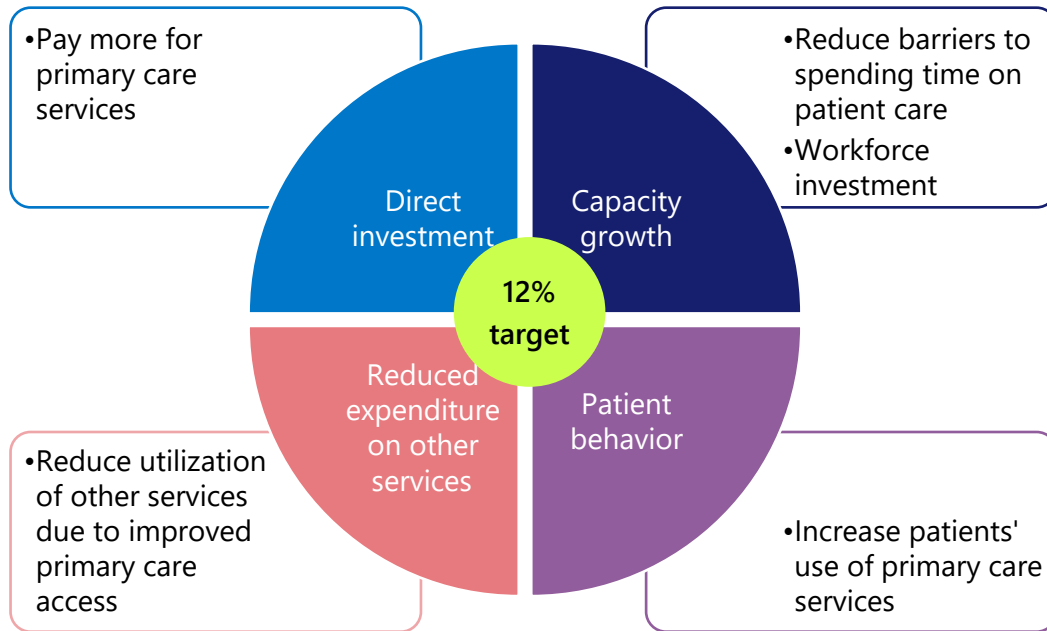 •Pay more for
primary care
services
•Reduce barriers to
spending time on
patient care
•Workforce
investment
Direct
investment
Capacity
growth
12%
target
Reduced
expenditure
on other
services
Patient
behavior
•Reduce utilization
of other services
due to improved
primary care
access
•Increase patients'
use of primary care
services